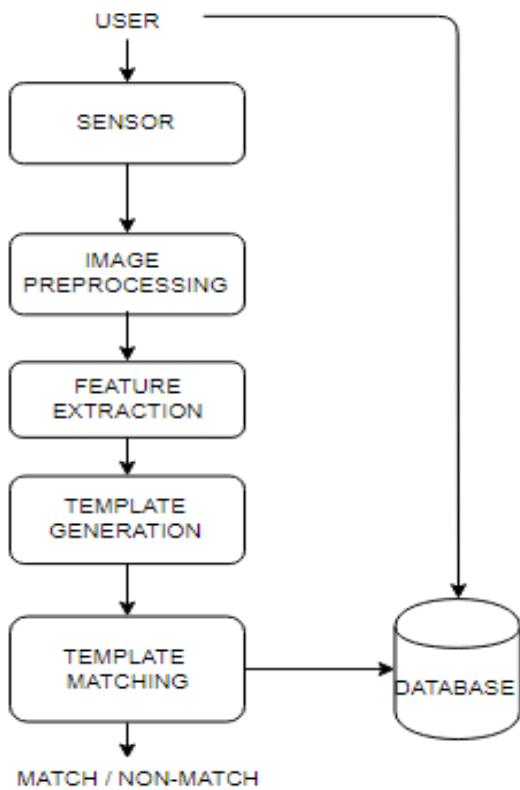 USER
SENSOR
IMAGE
PREPROCESSING
FEATURE
EXTRACTION
TEMPLATE
GENERATION
TEMPLATE
MATCHING
DATABASE
MATCH / NON-MATCH